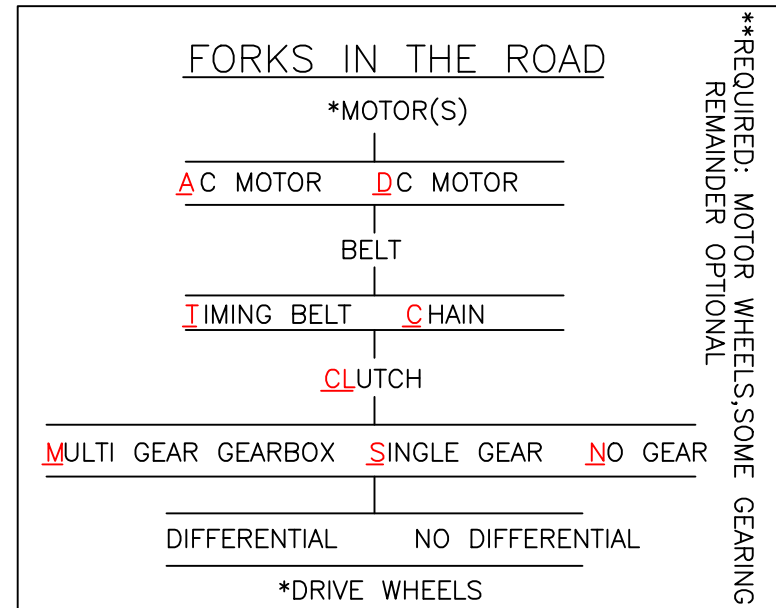 FORKS IN THE ROAD
*MOTOR(S)
AC MOTOR DC MOTOR
BELT
TIMING BELT CHAIN
CLUTCH
MULTI GEAR GEARBOX SINGLE GEAR NO GEAR
DIFFERENTIAL NO DIFFERENTIAL
*DRIVE WHEELS
**REQUIRED: MOTOR WHEELS,SOME GEARING
REMAINDER OPTIONAL